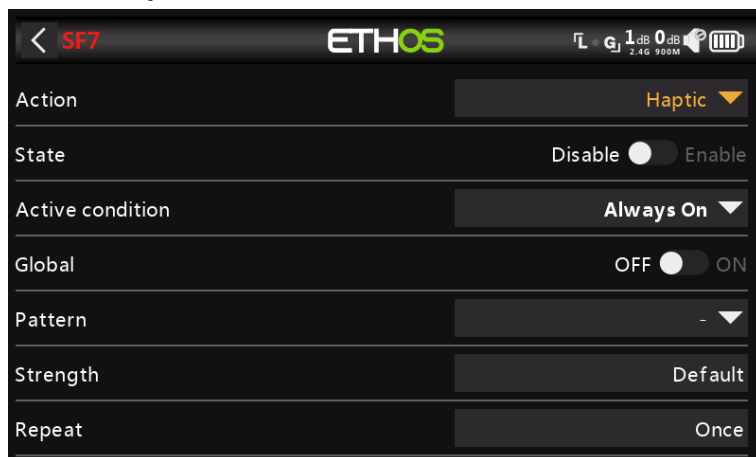 SF7 ETHOS L G 1dB 2.4G 0dB 900M
Action Haptic
State Disable Enable
Active condition Always On
Global OFF ON
Pattern -
Strength Default
Repeat Once